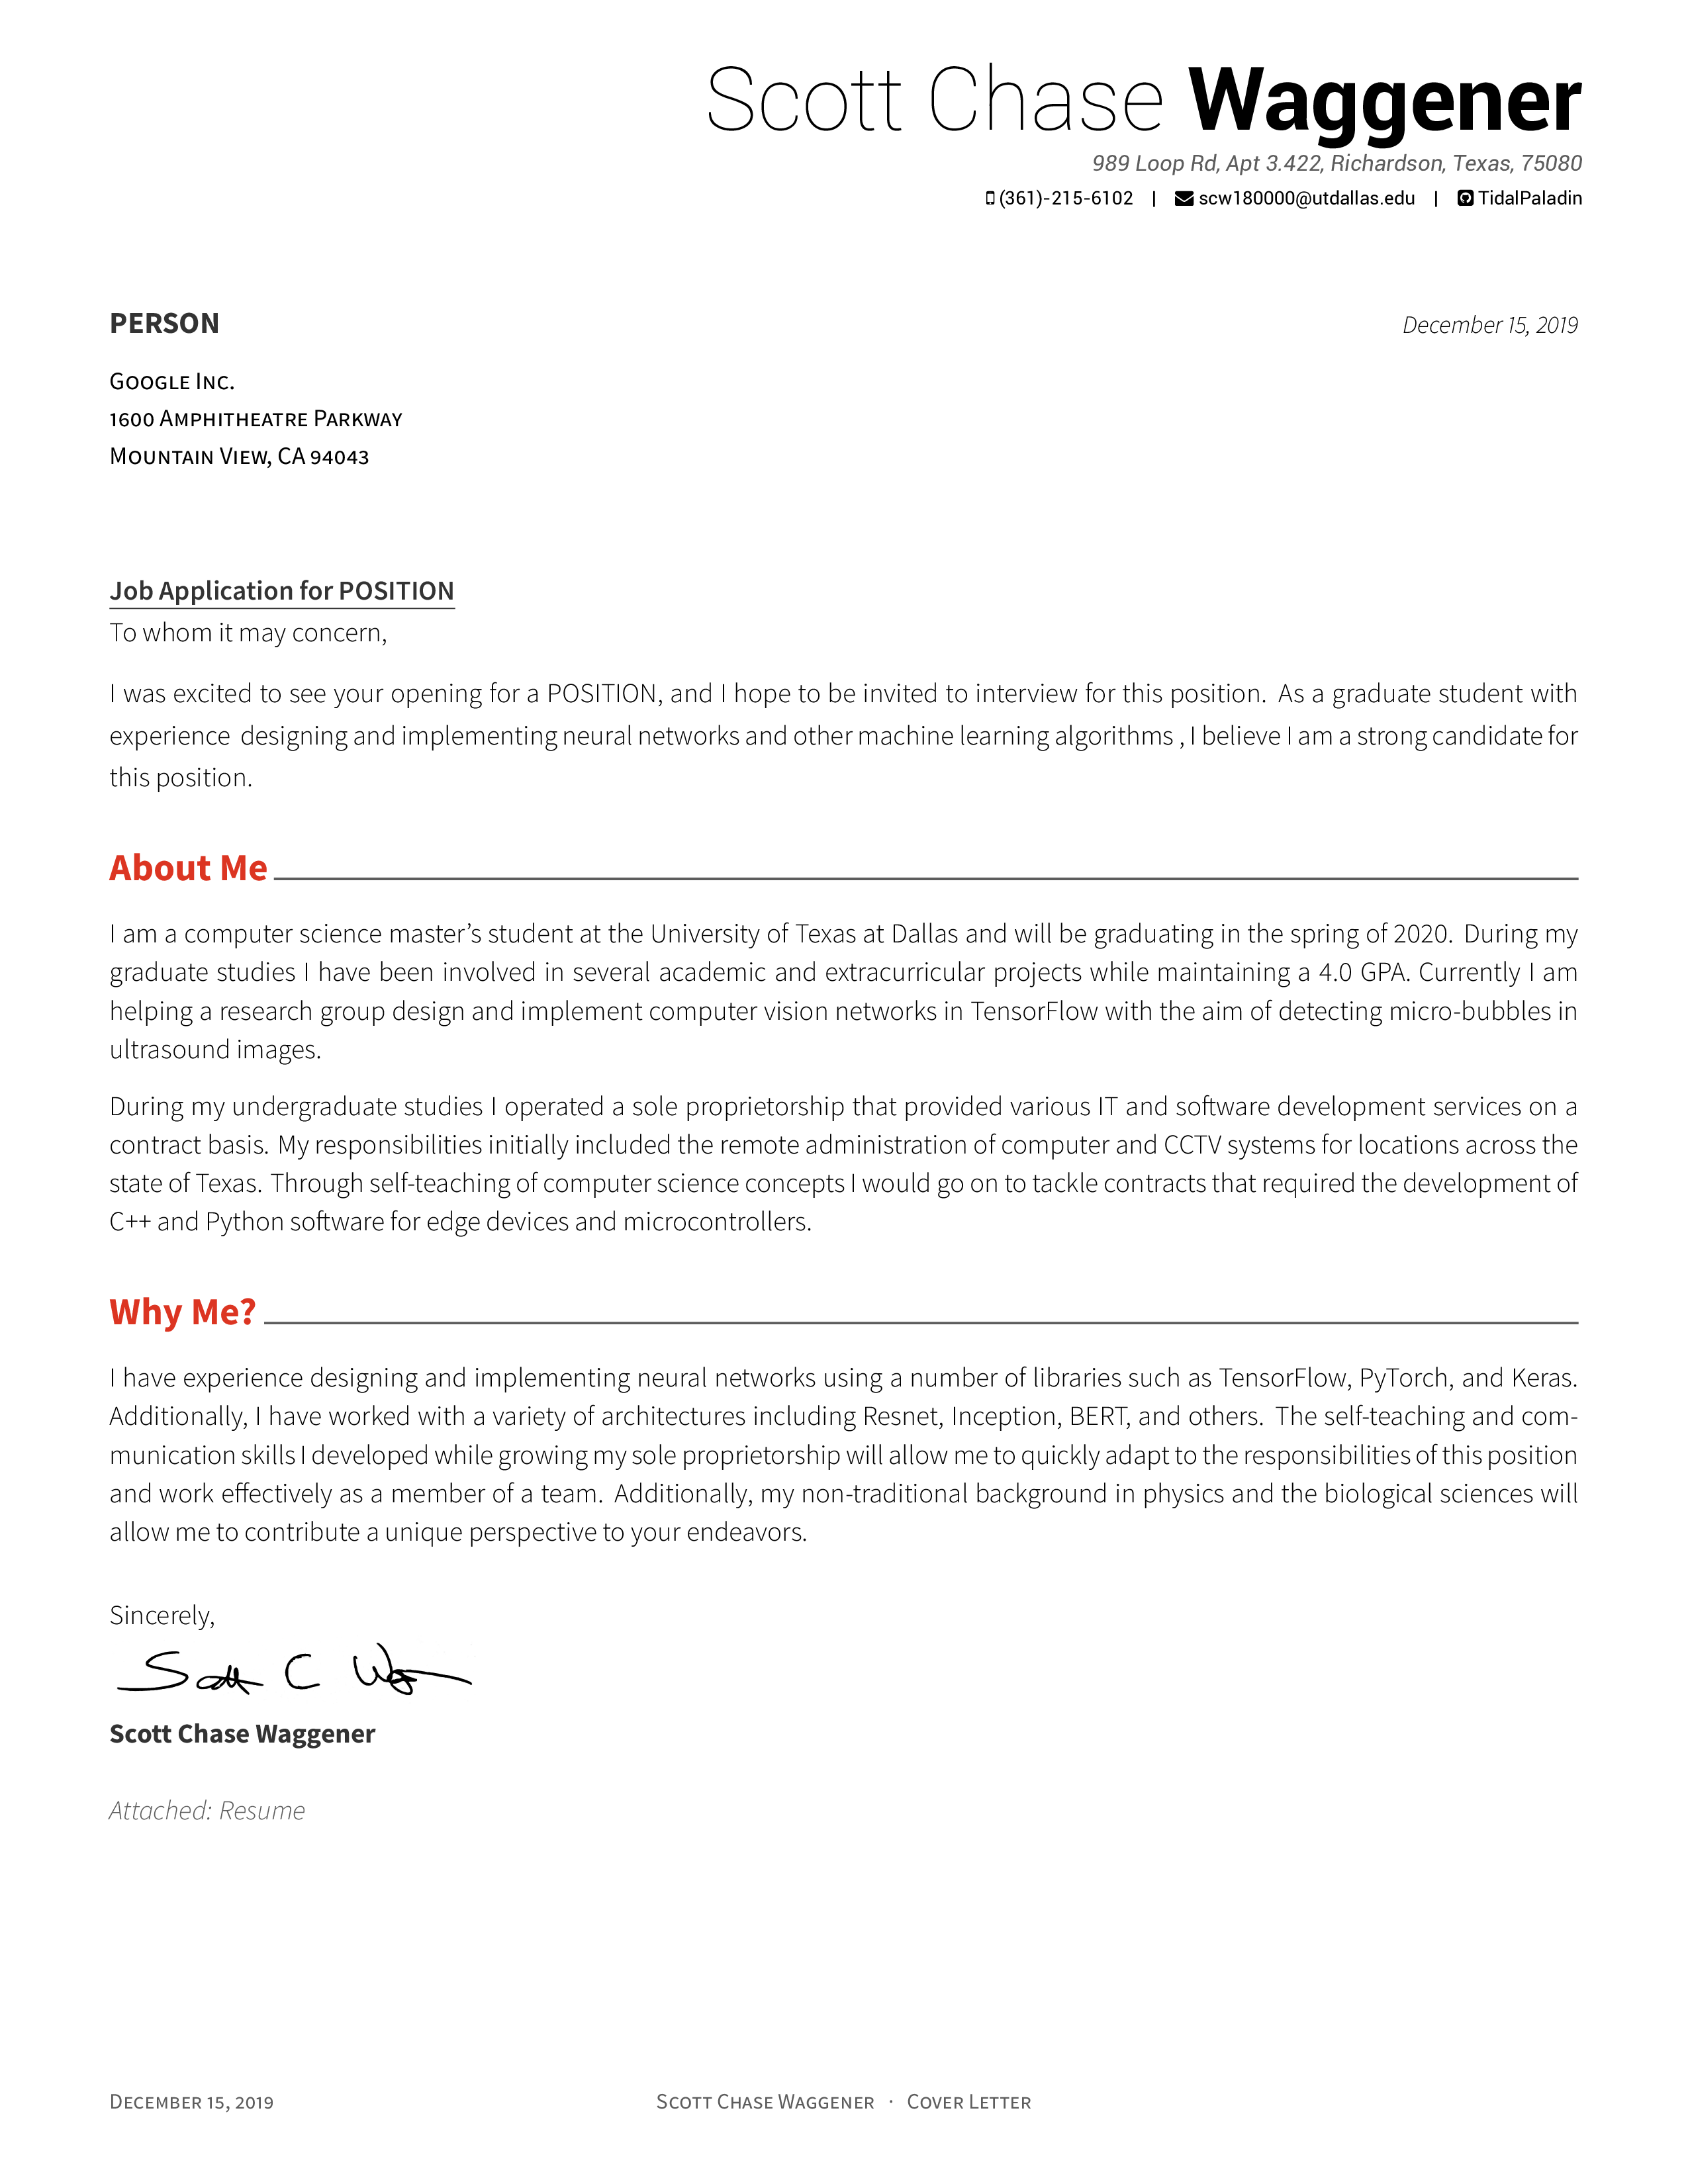 Scott Chase Waggener
989 Loop Rd, Apt 3.422, Richardson, Texas, 75080
(361)-215-6102 | scw180000@utdallas.edu | TidalPaladin
PERSON
December 15, 2019
Google Inc.
1600 Amphitheatre Parkway
Mountain View, CA 94043
Job Application for POSITION
To whom it may concern,
I was excited to see your opening for a POSITION, and I hope to be invited to interview for this position. As a graduate student with
experience designing and implementing neural networks and other machine learning algorithms , I believe I am a strong candidate for
this position.
About Me
I am a computer science master’s student at the University of Texas at Dallas and will be graduating in the spring of 2020. During my
graduate studies I have been involved in several academic and extracurricular projects while maintaining a 4.0 GPA. Currently I am
helping a research group design and implement computer vision networks in TensorFlow with the aim of detecting micro-bubbles in
ultrasound images.
During my undergraduate studies I operated a sole proprietorship that provided various IT and software development services on a
contract basis. My responsibilities initially included the remote administration of computer and CCTV systems for locations across the
state of Texas. Through self-teaching of computer science concepts I would go on to tackle contracts that required the development of
C++ and Python software for edge devices and microcontrollers.
Why Me?
I have experience designing and implementing neural networks using a number of libraries such as TensorFlow, PyTorch, and Keras.
Additionally, I have worked with a variety of architectures including Resnet, Inception, BERT, and others. The self-teaching and com-
munication skills I developed while growing my sole proprietorship will allow me to quickly adapt to the responsibilities of this position
and work effectively as a member of a team. Additionally, my non-traditional background in physics and the biological sciences will
allow me to contribute a unique perspective to your endeavors.
Sincerely,
Scott C
Scott Chase Waggener
Attached: Resume
December 15, 2019
Scott Chase Waggener · Cover Letter